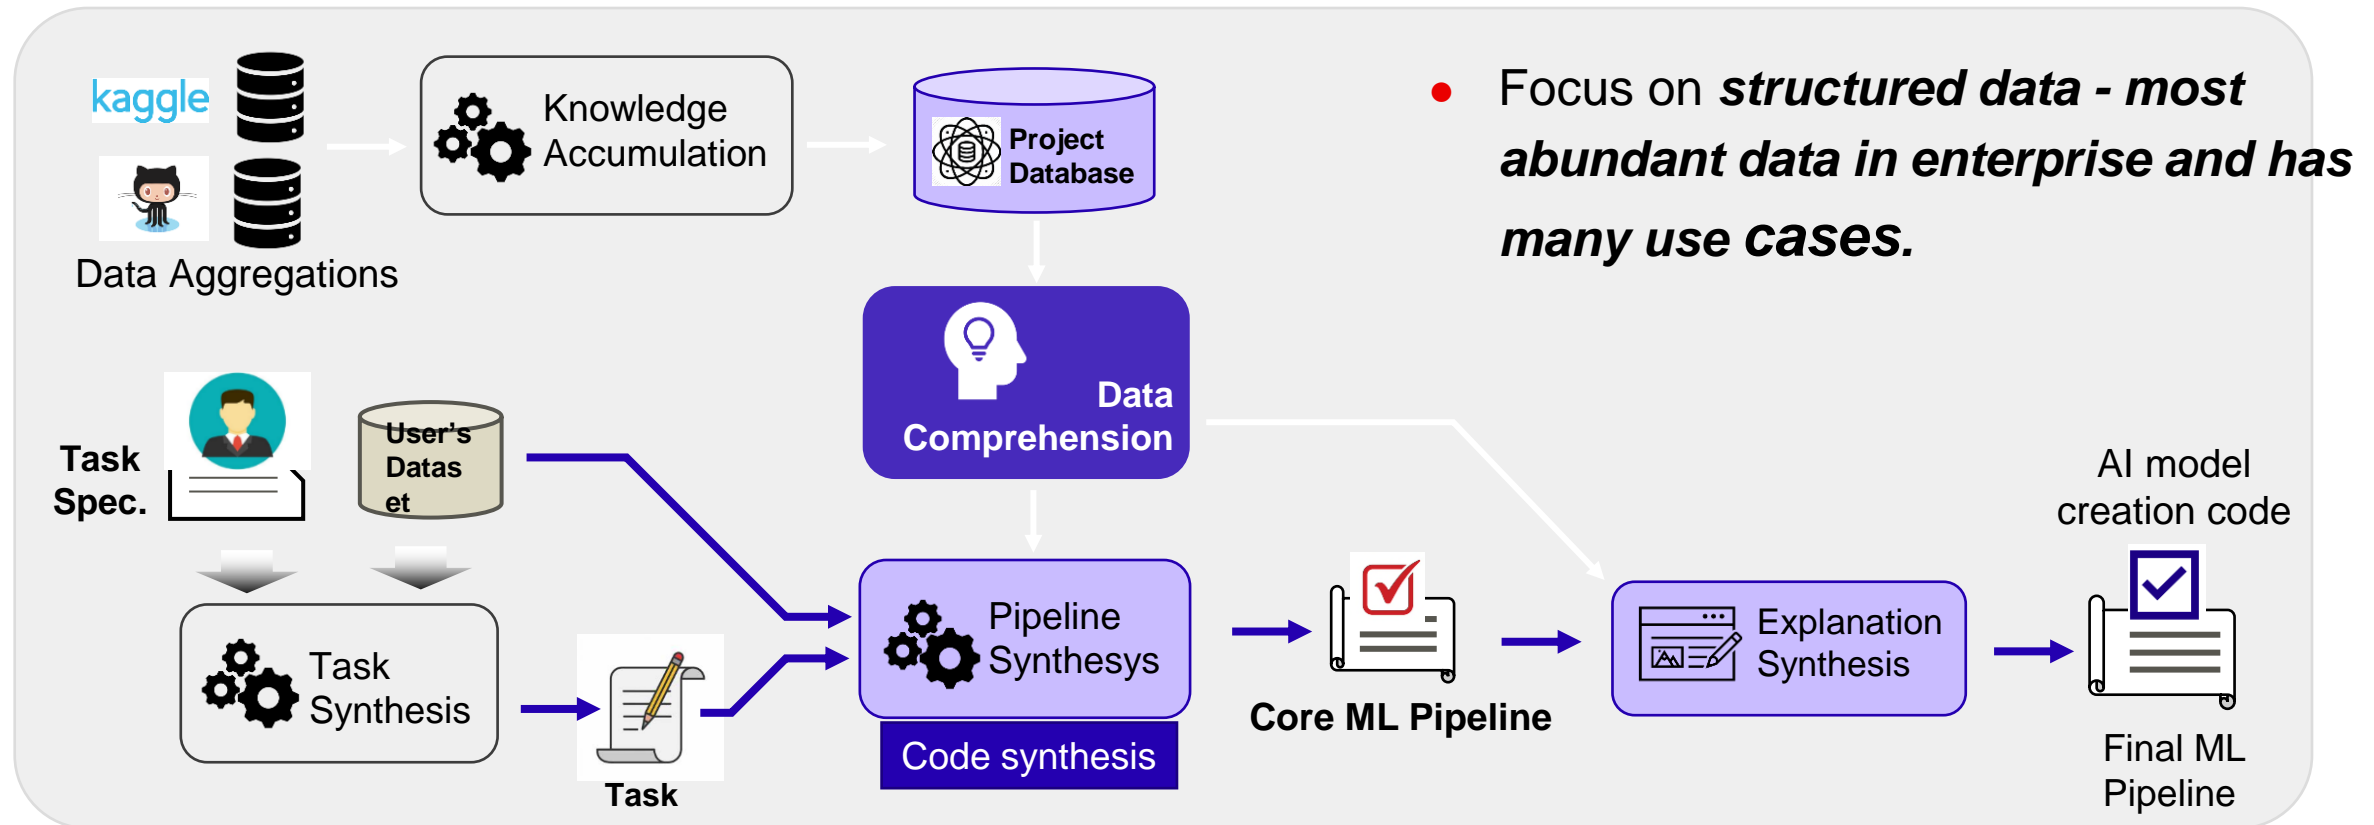 kaggle
Data Aggregations
Knowledge
Accumulation
Project
Database
• Focus on structured data - most
abundant data in enterprise and has
many use cases.
Data
Comprehension
Task
Spec.
User's
Datas
et
Task
Synthesis
Task
Pipeline
Synthesys
Code synthesis
Core ML Pipeline
Explanation
Synthesis
AI model
creation code
Final ML
Pipeline